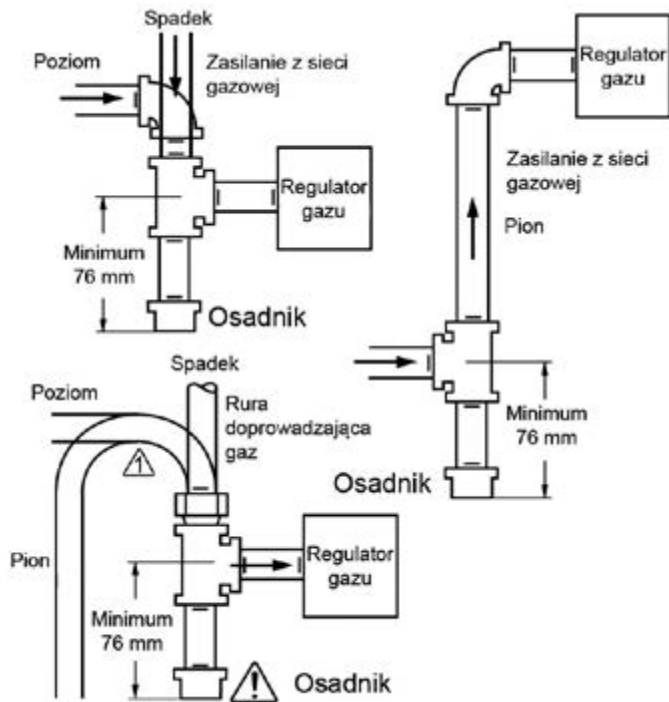 Spadek
Poziom
Zasilanie z sieci
gazowej
Regulator
gazu
Minimum
76 mm
Osadnik
Regulator
gazu
Zasilanie z sieci
gazowej
Pion
Minimum
76 mm
Osadnik
Spadek
Poziom
Rura
doprowadzająca
gaz
1
Pion
Regulator
gazu
Minimum
76 mm
!
Osadnik